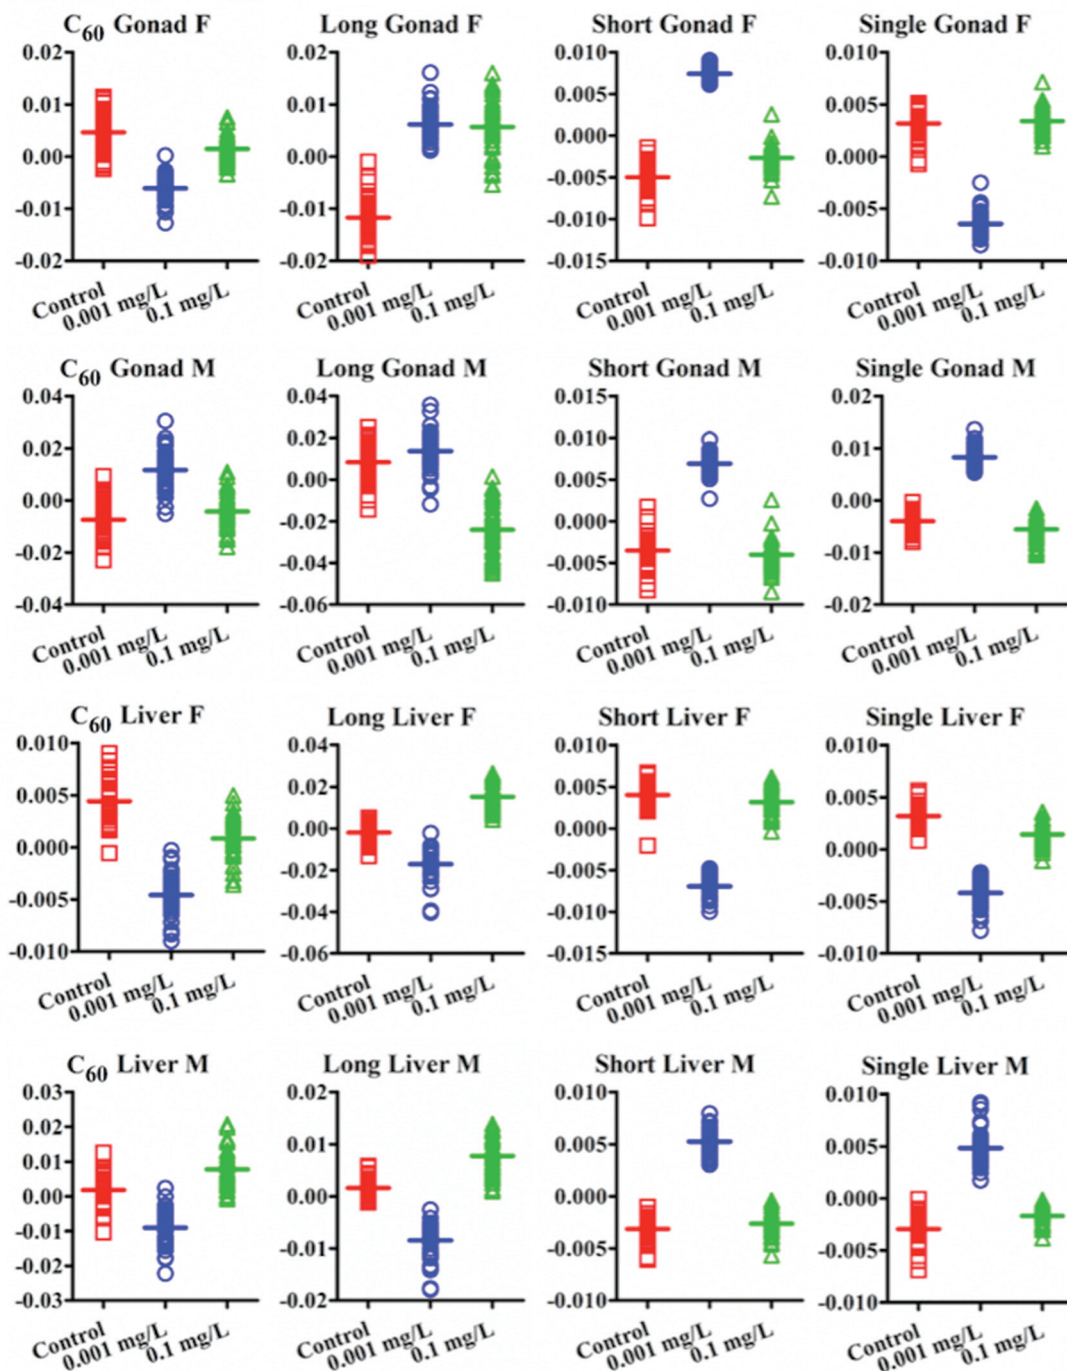 C60 Gonad F Long Gonad F Short Gonad F Single Gonad F
0.02 0.02 0.010 0.010
0.01 0.01 0.005 0.005
0.00 0.00 0.000 0.000
-0.01 -0.01 -0.005 -0.005
-0.010
-0.02 -0.02 -0.015 -0.010
Control 0.001 mg/L 0.1 mg/L Control 0.001 mg/L 0.1 mg/L Control 0.001 mg/L 0.1 mg/L Control 0.001 mg/L 0.1 mg/L
C60 Gonad M Long Gonad M Short Gonad M Single Gonad M
0.04 0.04 0.015 0.02
0.02 0.02 0.010 0.01
0.00 0.00 0.005 0.00
-0.02 -0.02 0.000 -0.01
-0.04 -0.005
-0.04 -0.06 -0.010 -0.02
Control 0.001 mg/L 0.1 mg/L Control 0.001 mg/L 0.1 mg/L Control 0.001 mg/L 0.1 mg/L Control 0.001 mg/L 0.1 mg/L
C60 Liver F Long Liver F Short Liver F Single Liver F
0.010 0.04 0.010 0.010
0.005 0.02 0.005 0.005
0.000 0.00 0.000 0.000
-0.005 -0.02 -0.005 -0.005
-0.04 -0.010
-0.010 -0.06 -0.015 -0.010
Control 0.001 mg/L 0.1 mg/L Control 0.001 mg/L 0.1 mg/L Control 0.001 mg/L 0.1 mg/L Control 0.001 mg/L 0.1 mg/L
C60 Liver M Long Liver M Short Liver M Single Liver M
0.03 0.02 0.010 0.010
0.02 0.01 0.005 0.005
0.01 0.00 0.000 0.000
0.00 -0.01 -0.005 -0.005
-0.01
-0.02
-0.03 -0.02 -0.010 -0.010
Control 0.001 mg/L 0.1 mg/L Control 0.001 mg/L 0.1 mg/L Control 0.001 mg/L 0.1 mg/L Control 0.001 mg/L 0.1 mg/L